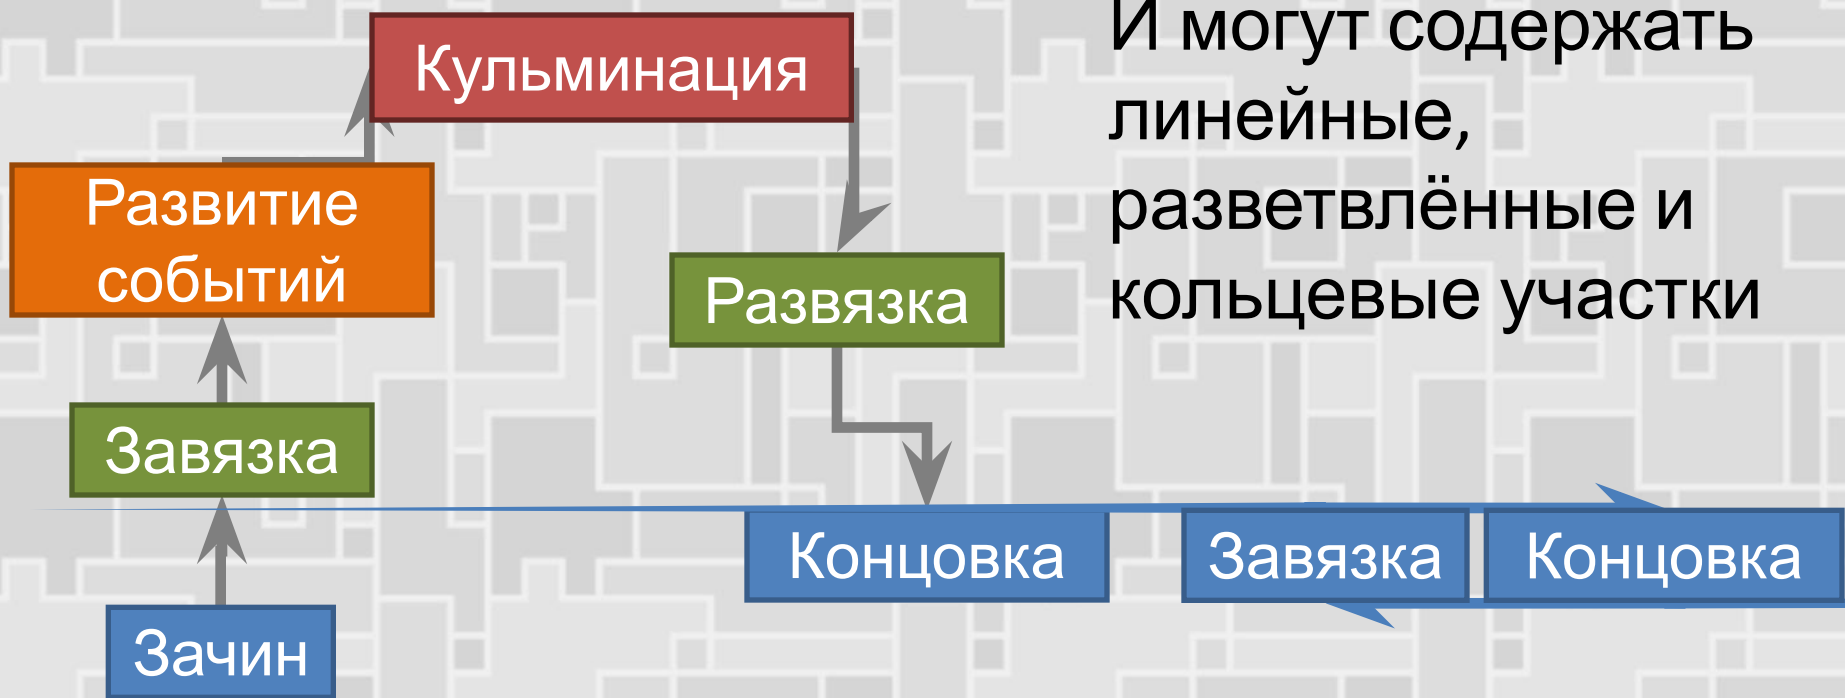 Кульминация
Развитие
событий
Развязка
Завязка
Зачин
Концовка
Завязка
Концовка
И могут содержать
линейные,
разветвлённые и
кольцевые участки